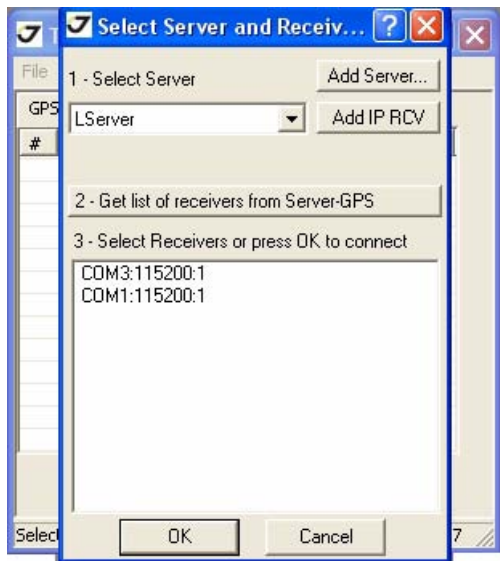 Select Server and Receiv...
File
1 - Select Server
Add Server...
GPS
LServer
Add IP RCV
#
2 - Get list of receivers from Server-GPS
3 - Select Receivers or press OK to connect
COM3:115200:1
COM1:115200:1
OK
Cancel
7